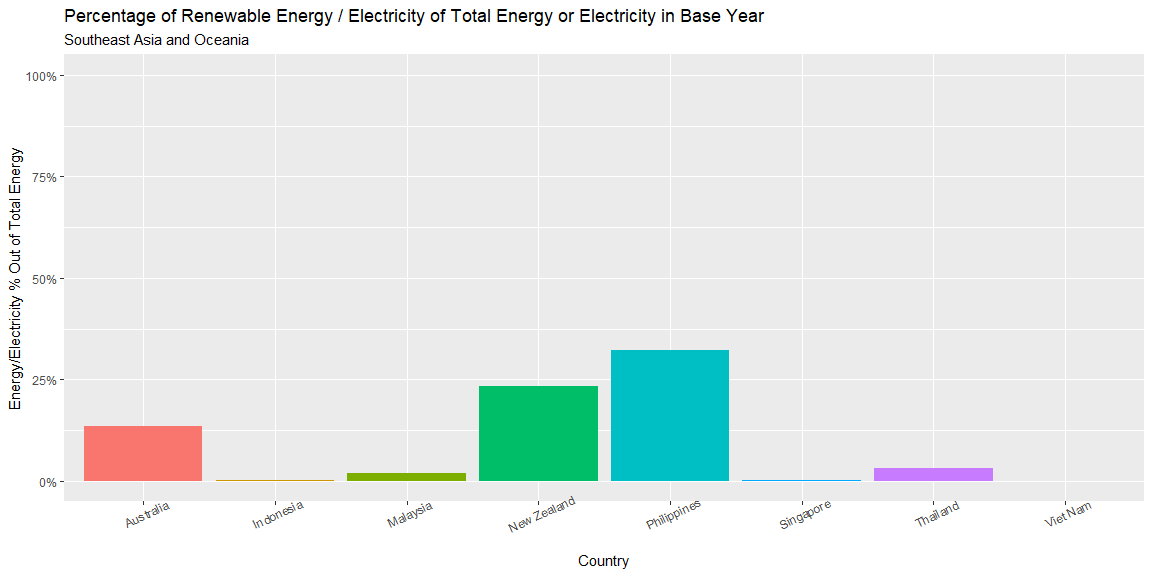 Percentage of Renewable Energy / Electricity of Total Energy or Electricity in Base Year
Southeast Asia and Oceania
Energy/Electricity % Out of Total Energy
100%
75%
50%
25%
0%
Australia
Indonesia
Malaysia
New Zealand
Philippines
Singapore
Thailand
Viet Nam
Country